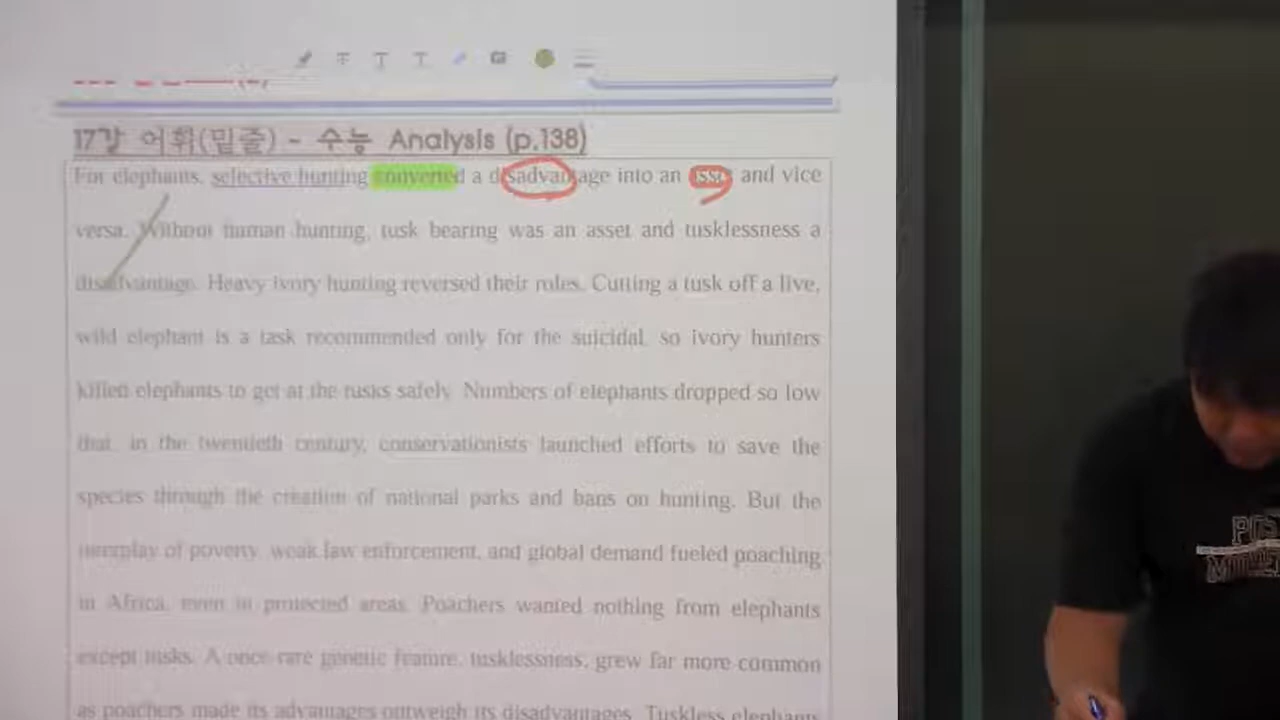 17강 어휘(밑줄) - 수능 Analysis (p.138)
For elephants, selective hunting converted a disadvantage into an asset and vice
versa. Without human hunting, tusk bearing was an asset and tusklessness a
disadvantage. Heavy ivory hunting reversed their roles. Cutting a tusk off a live,
wild elephant is a task recommended only for the suicidal, so ivory hunters
killed elephants to get at the tusks safely. Numbers of elephants dropped so low
that, in the twentieth century, conservationists launched efforts to save the
species through the creation of national parks and bans on hunting. But the
interplay of poverty, weak law enforcement, and global demand fueled poaching
in Africa, even in protected areas. Poachers wanted nothing from elephants
except tusks. A once-rare genetic feature, tusklessness, grew far more common
as poachers made its advantages outweigh its disadvantages. Tuskless elephants